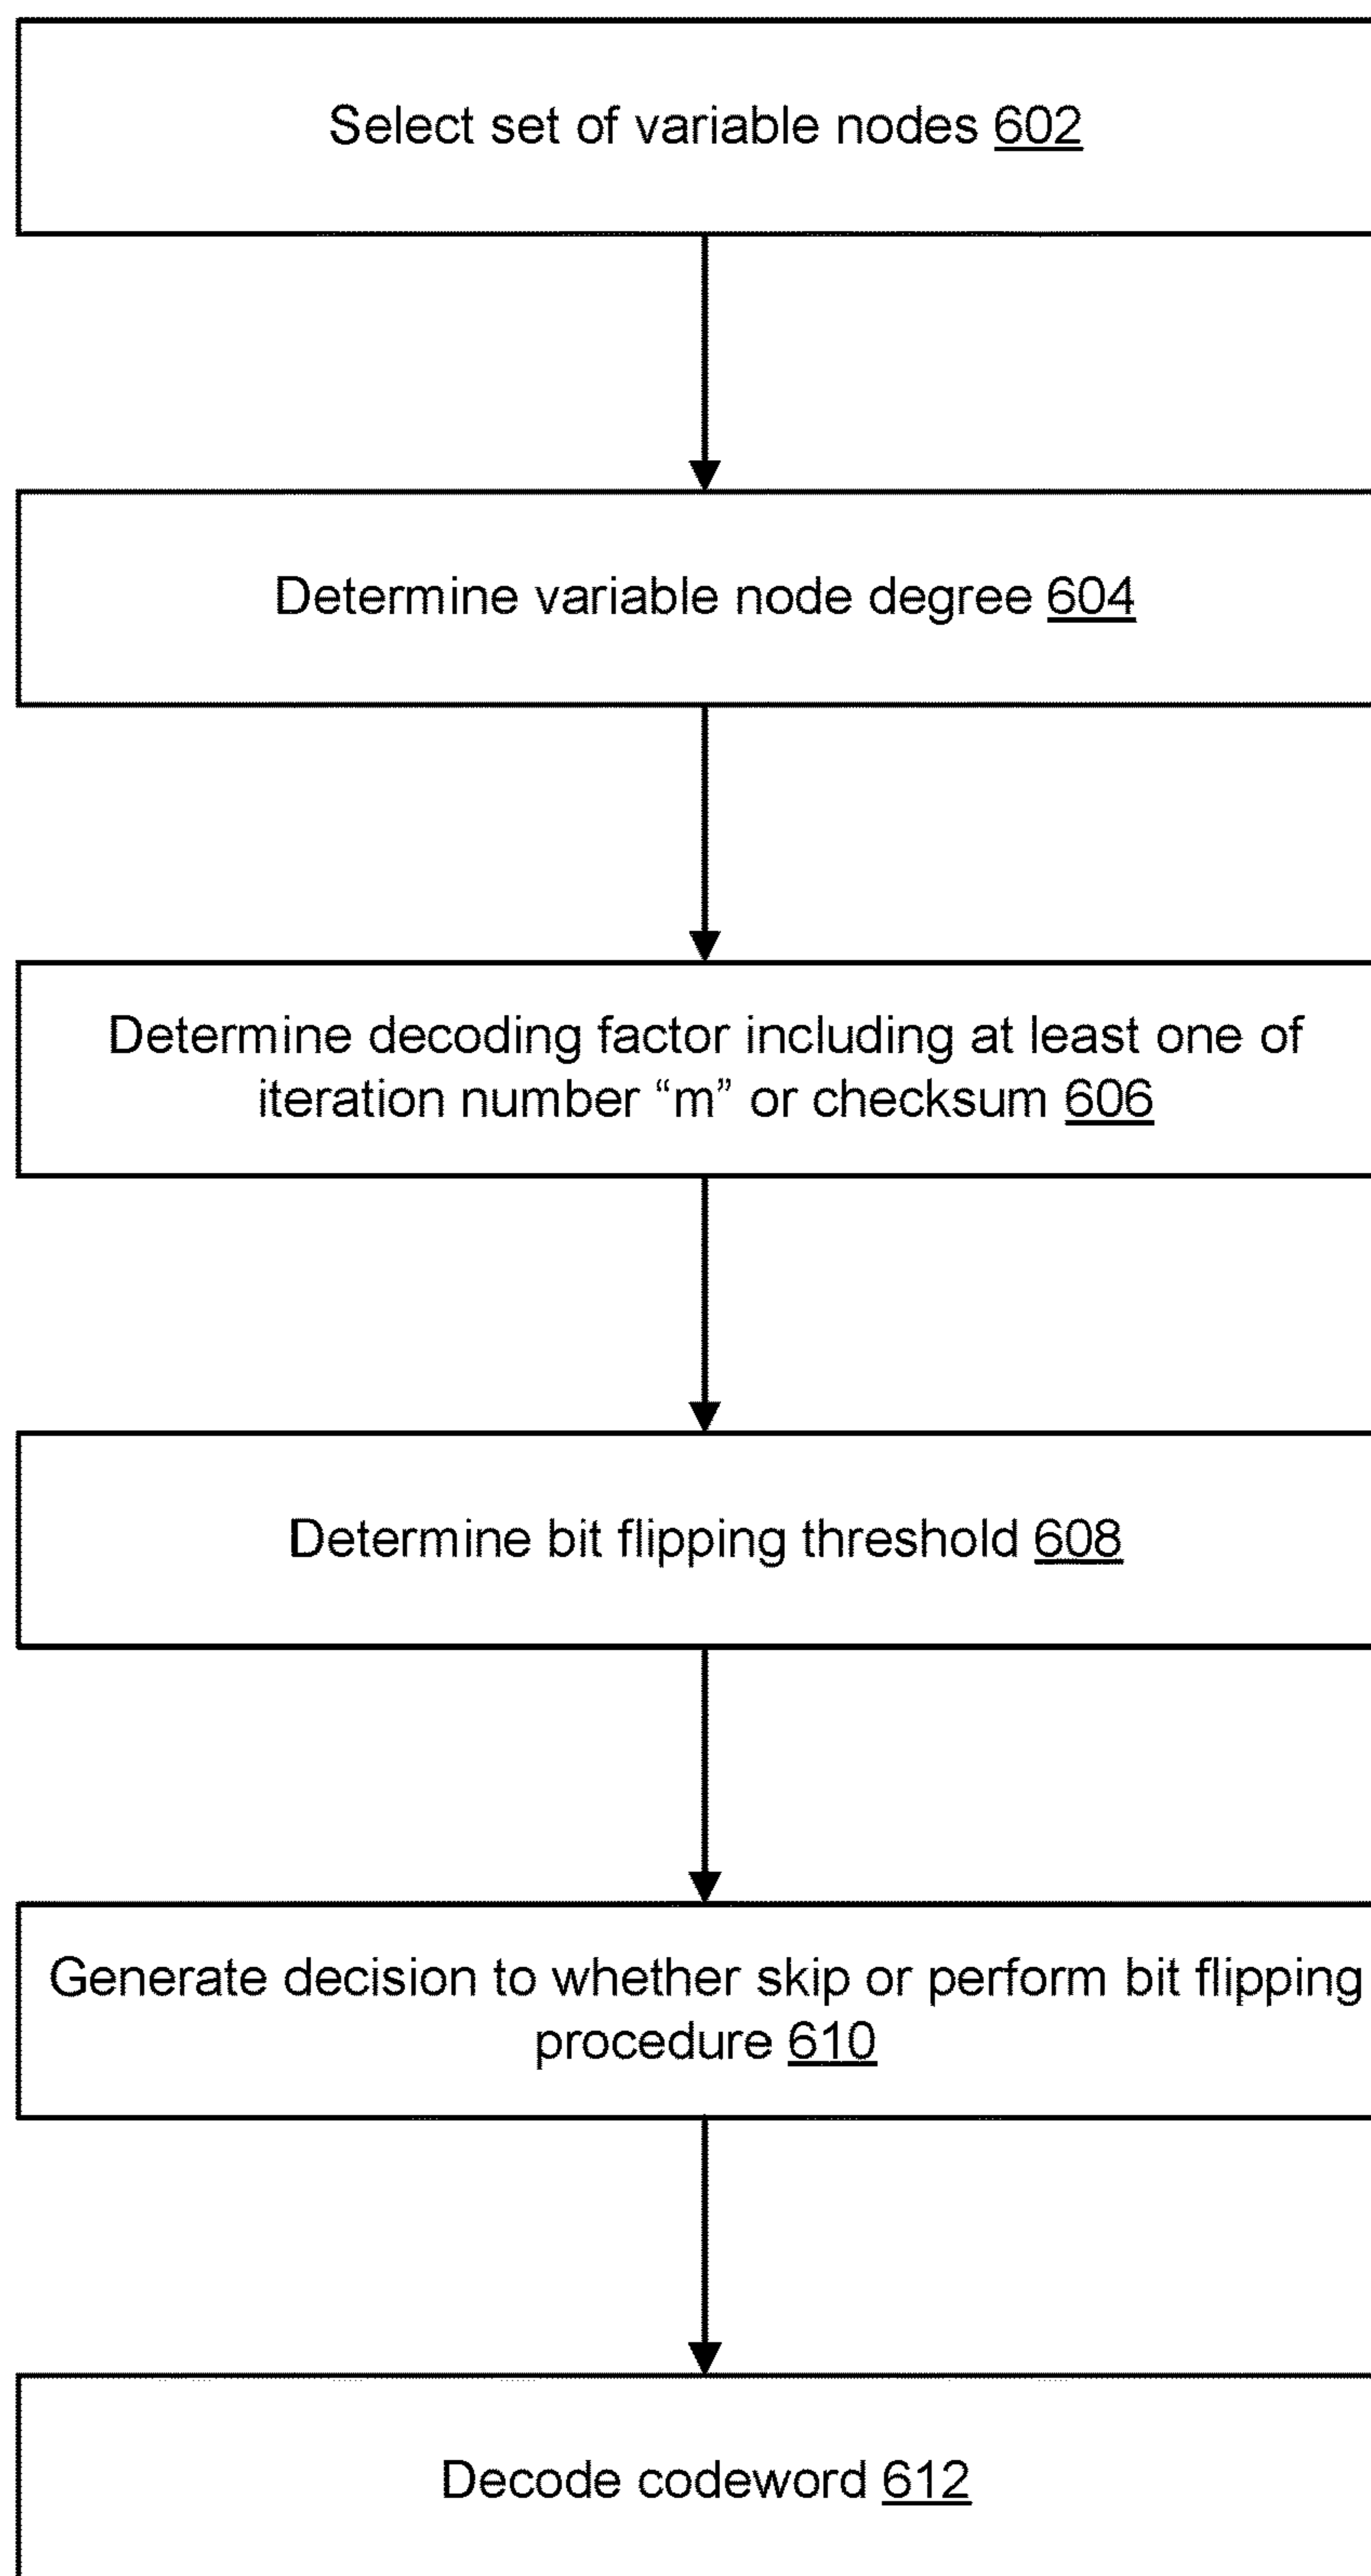 Select set of variable nodes 602
Determine variable node degree 604
Determine decoding factor including at least one of
iteration number “m” or checksum 606
Determine bit flipping threshold 608
Generate decision to whether skip or perform bit flipping
procedure 610
Decode codeword 612